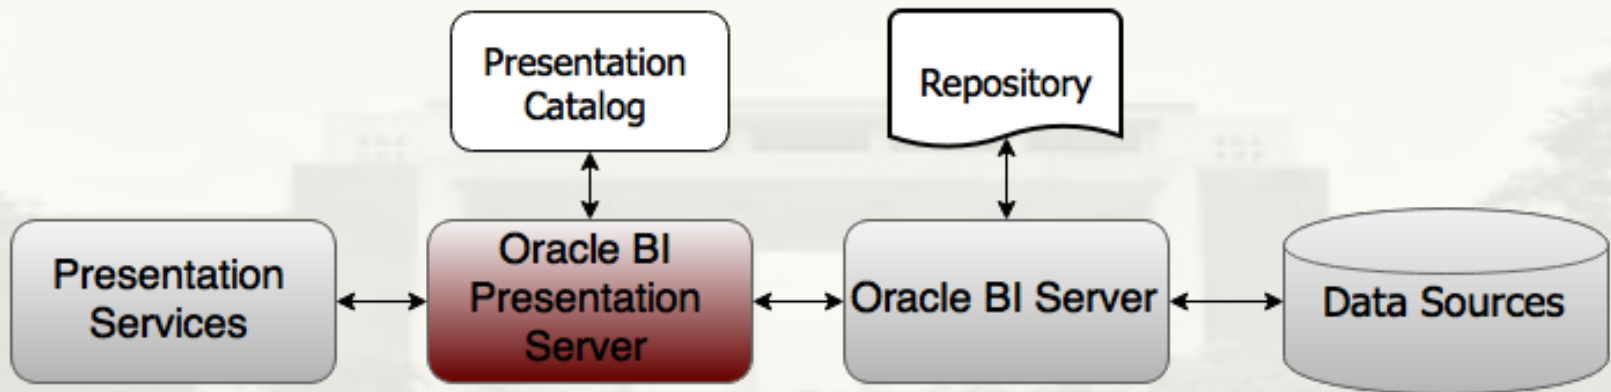 Presentation
Catalog
Repository
Presentation
Services
Oracle BI
Presentation
Server
Oracle BI Server
Data Sources